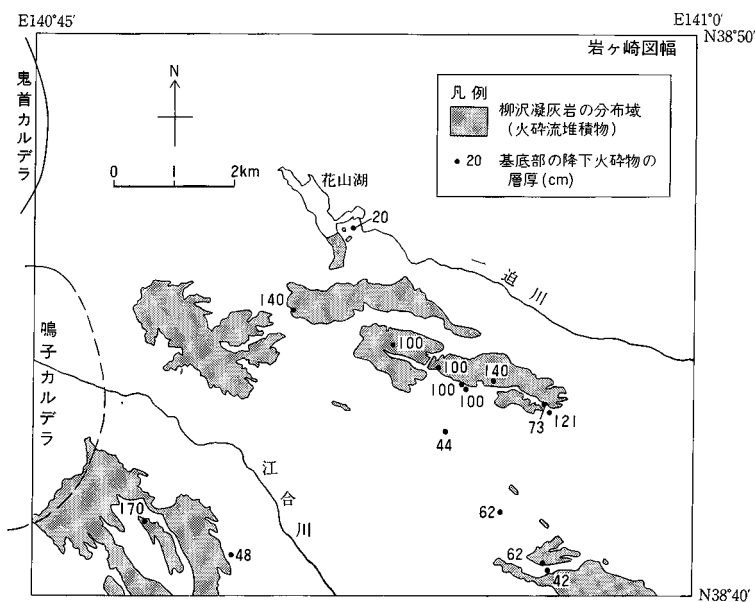 E140°45′
E141°0′
N38°50′
岩ヶ崎図幅
凡例
柳沢凝灰岩の分布域
(火砕流堆積物)
• 20 基底部の降下火砕物の
層厚(cm)
鬼首カルデラ
N
0 1 2km
花山湖
20
一迫川
140
100
100
140
100
100
鳴子カルデラ
73
121
44
江合川
170
62
48
62
42
N38°40′